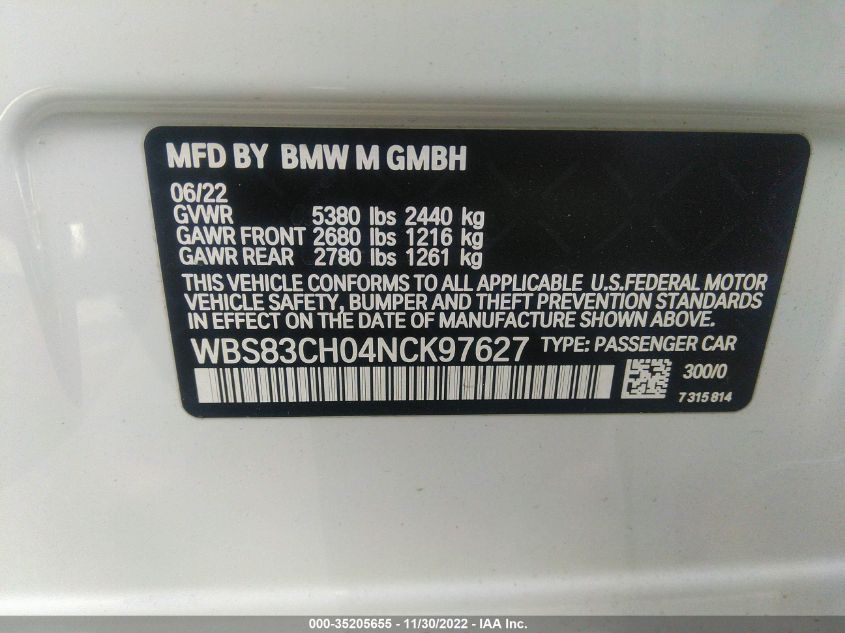 MFD BY BMW M GMBH
06/22
GVWR 5380 lbs 2440 kg
GAWR FRONT 2680 lbs 1216 kg
GAWR REAR 2780 lbs 1261 kg
THIS VEHICLE CONFORMS TO ALL APPLICABLE U.S.FEDERAL MOTOR
VEHICLE SAFETY, BUMPER AND THEFT PREVENTION STANDARDS
IN EFFECT ON THE DATE OF MANUFACTURE SHOWN ABOVE.
WBS83CH04NCK97627 TYPE: PASSENGER CAR
300/0
7 315 814
000-35205655 - 11/30/2022 - IAA Inc.